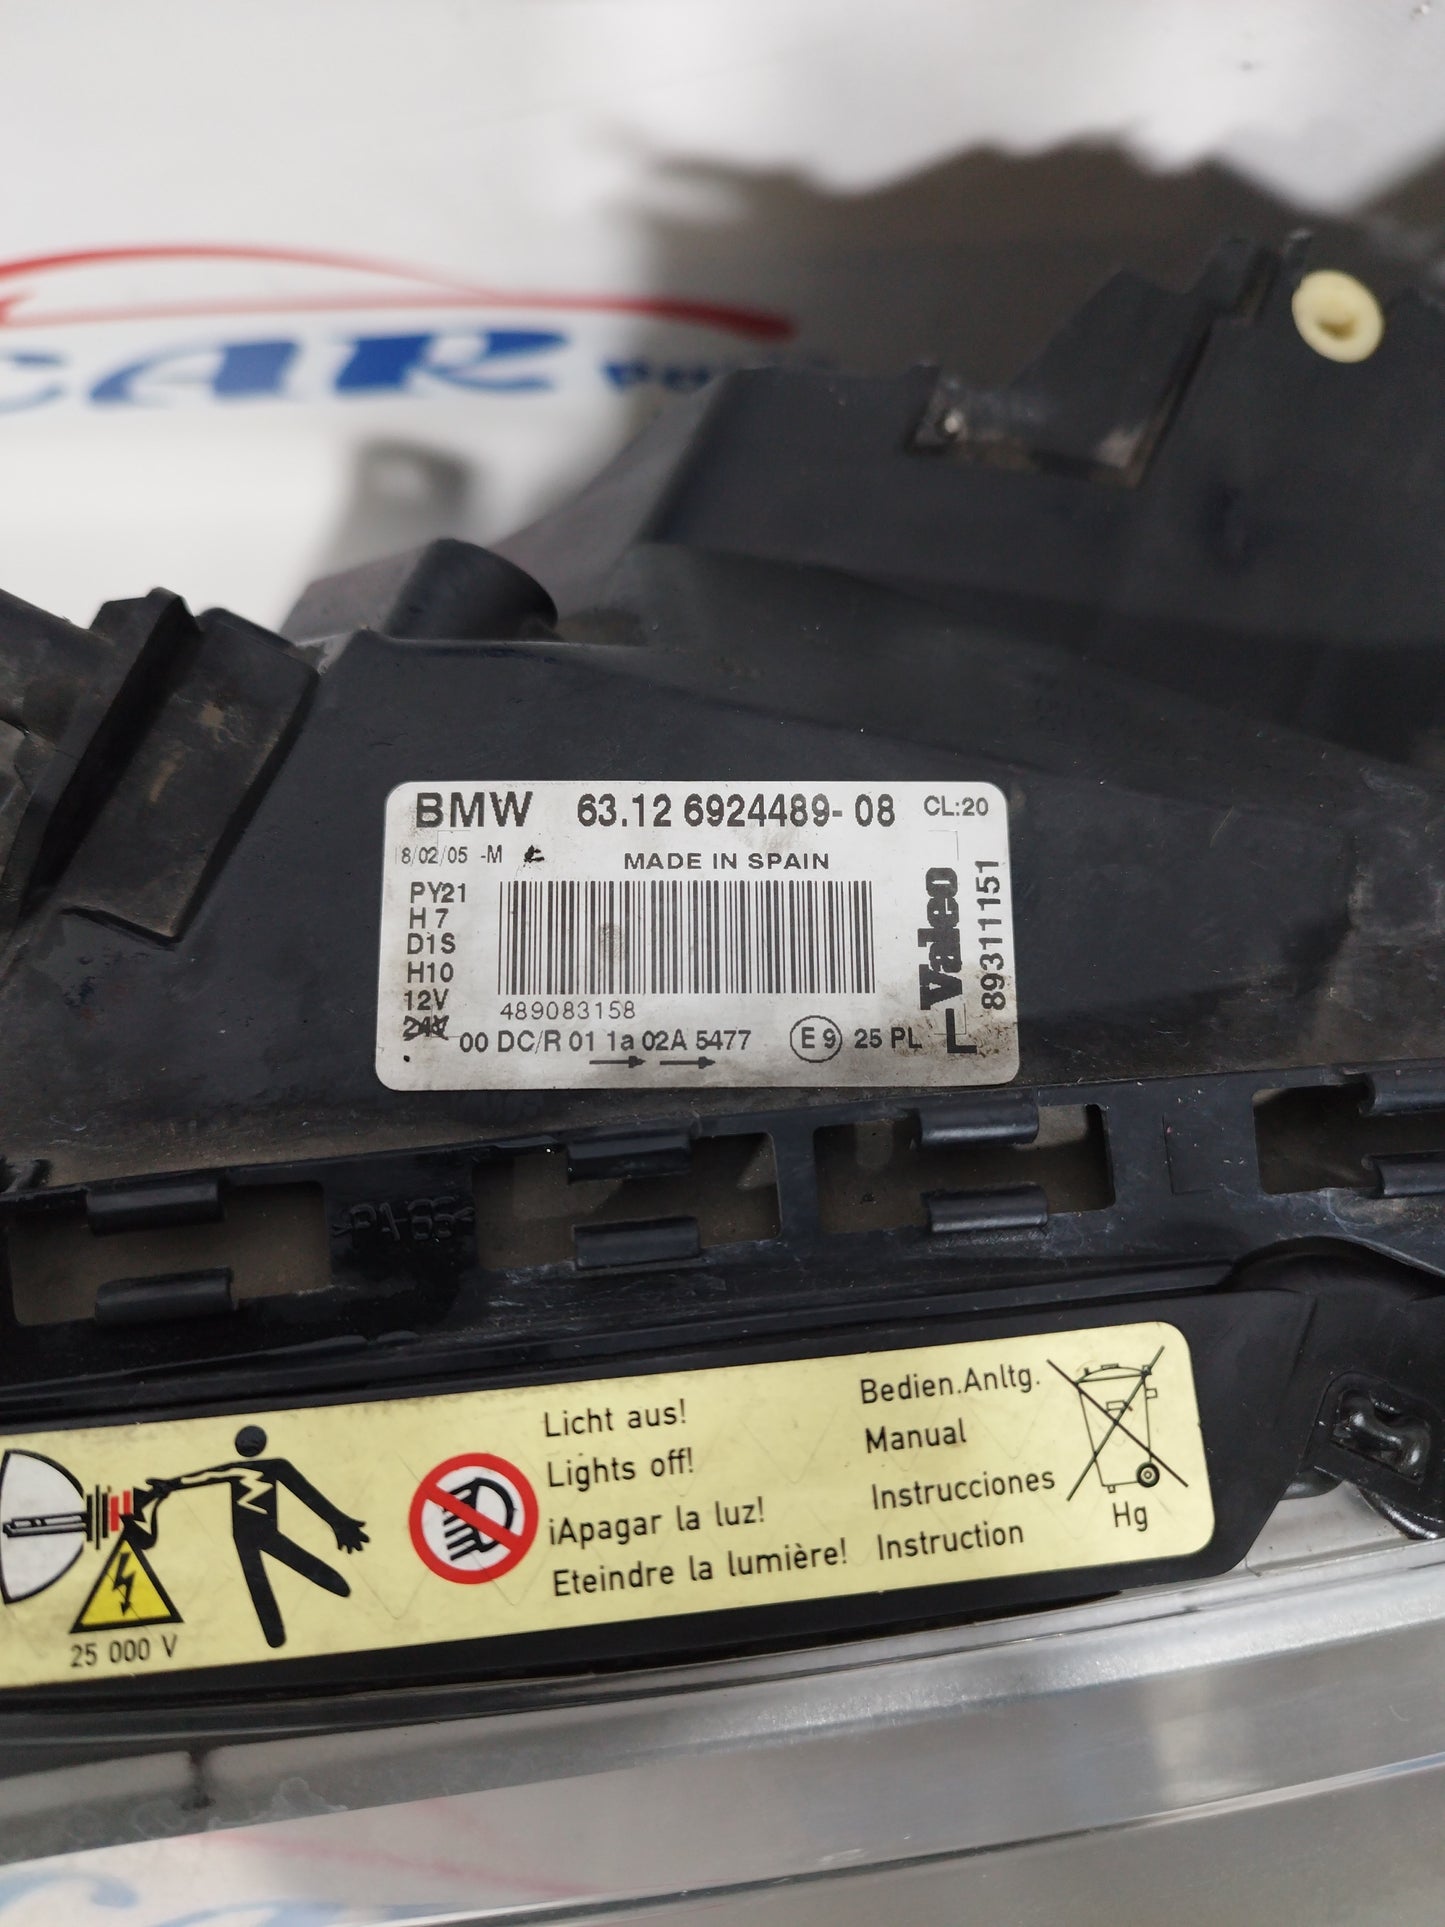 CAR
BMW 63.12 6924489- 08 CL:20
8/02/05 -M
MADE IN SPAIN
PY21
H 7
D1S
H10
12V
24V
489083158
00 DC/R 01 1a 02A 5477 E 9 25 PL
L Valeo
89311151
>PA66<
Licht aus!
Lights off!
¡Apagar la luz!
Eteindre la lumière!
Bedien.Anltg.
Manual
Instrucciones
Instruction
Hg
25 000 V